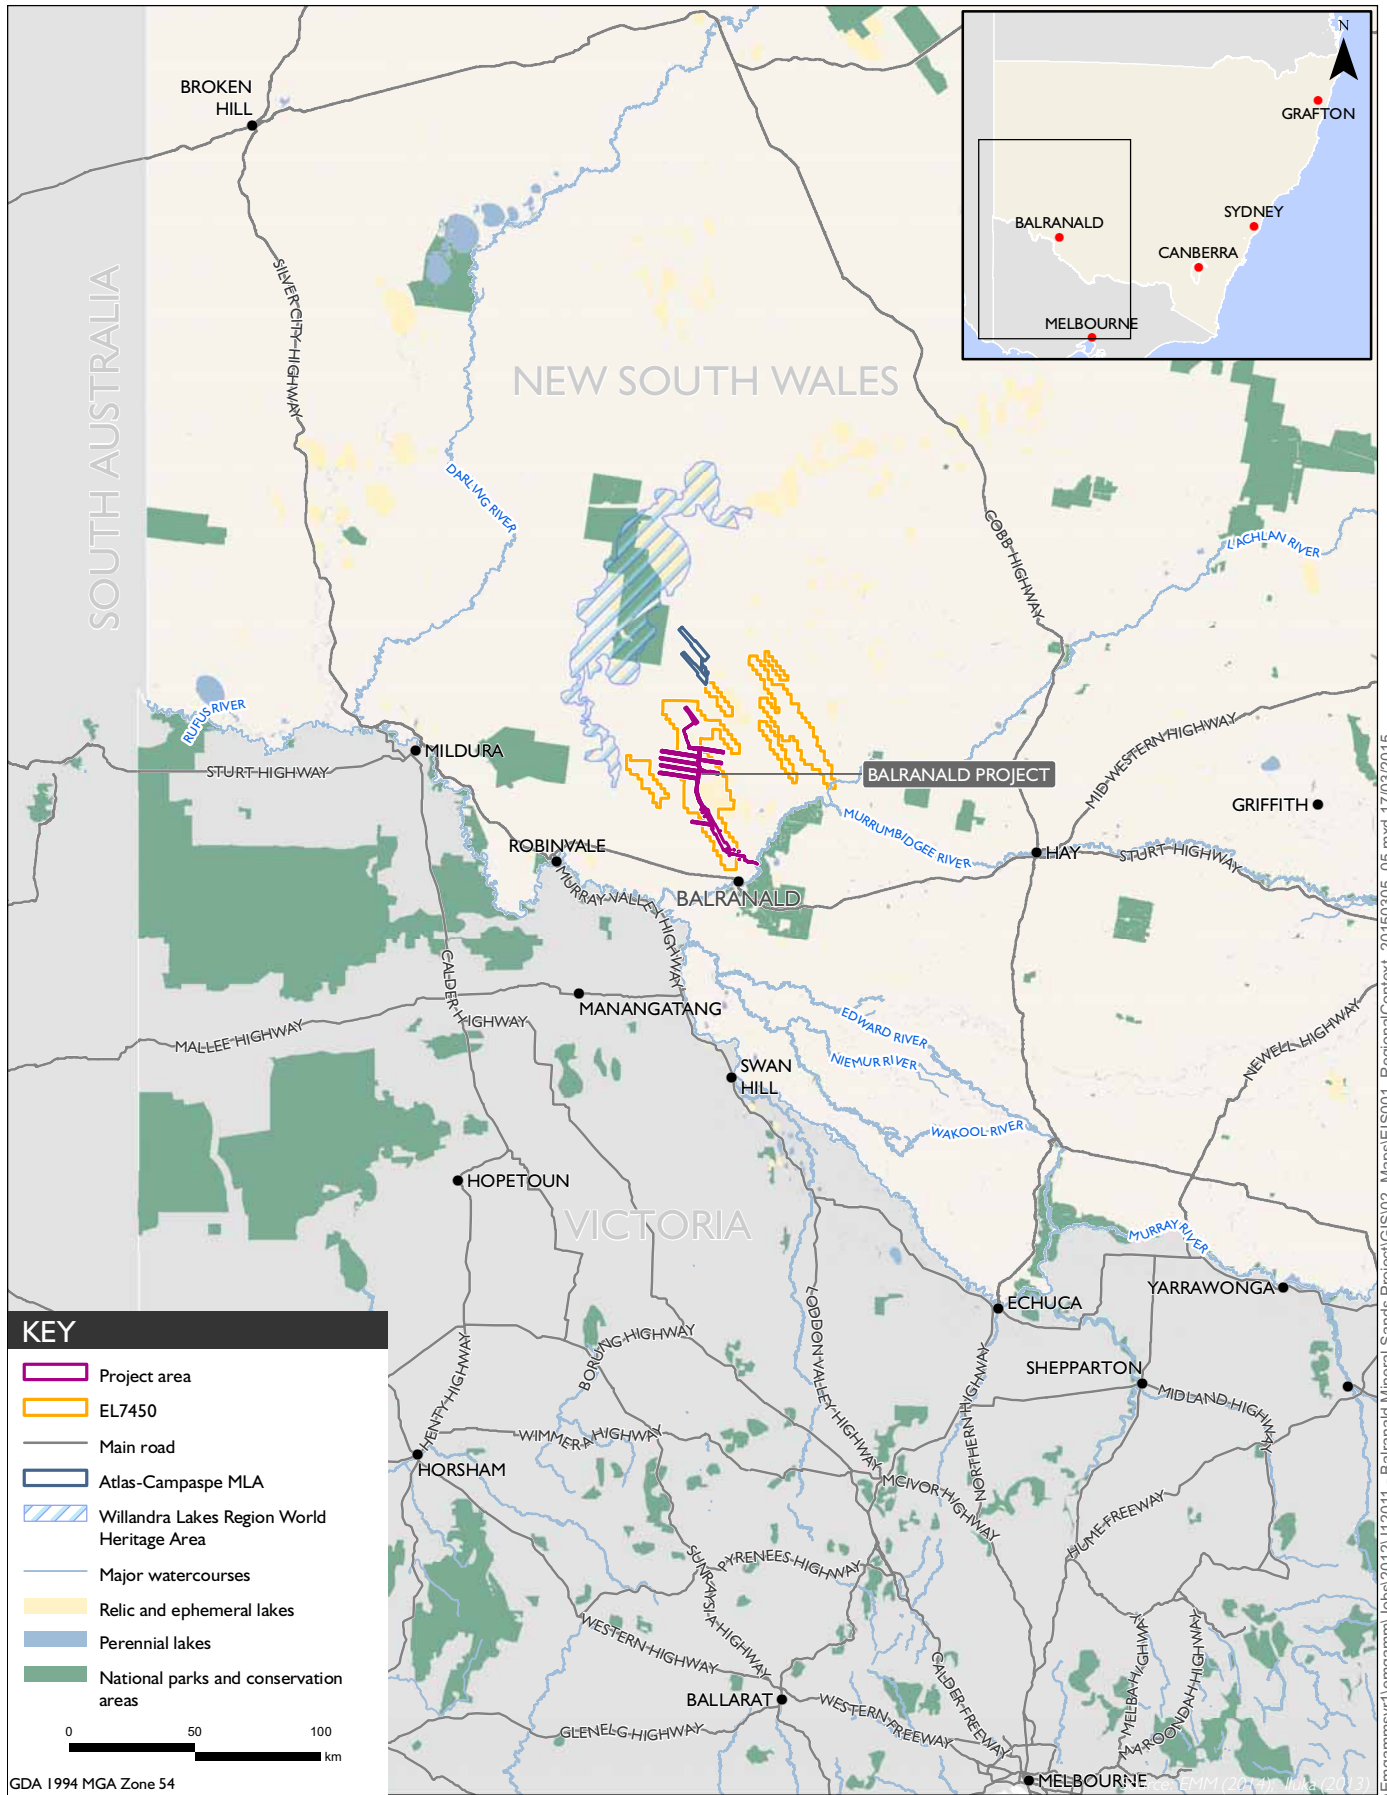 BROKEN
HILL
N
GRAFTON
SYDNEY
BALRANALD
CANBERRA
MELBOURNE
SILVER CITY HIGHWAY
SOUTH AUSTRALIA
NEW SOUTH WALES
DARLING RIVER
COBB HIGHWAY
LACHLAN RIVER
RUFUS RIVER
MILDURA
STURT HIGHWAY
BALRANALD PROJECT
MID-WESTERN HIGHWAY
GRIFFITH
MURRUMBIDGEE RIVER
ROBINVALE
HAY
STURT HIGHWAY
MURRAY VALLEY HIGHWAY
BALRANALD
CALDER HIGHWAY
MANANGATANG
MALLEE HIGHWAY
EDWARD RIVER
NIEMUR RIVER
NEWELL HIGHWAY
SWAN
HILL
WAKOOL RIVER
HOPETOUN
VICTORIA
MURRAY RIVER
YARRAWONGA
ECHUCA
LODDON VALLEY HIGHWAY
BORUNG HIGHWAY
HENTY HIGHWAY
SHEPPARTON
NORTHERN HIGHWAY
MIDLAND HIGHWAY
WIMMERA HIGHWAY
HORSHAM
MCIVOR HIGHWAY
HUME FREEWAY
SUNRAYSIA HIGHWAY
PYRENEES HIGHWAY
WESTERN HIGHWAY
CALDER FREEWAY
MELBA HIGHWAY
MAROONDAH HIGHWAY
BALLARAT
WESTERN FREEWAY
GLENELG HIGHWAY
MELBOURNE
Source: EMM (2014); Iluka (2013)
KEY
Project area
EL7450
Main road
Atlas-Campaspe MLA
Willandra Lakes Region World
Heritage Area
Major watercourses
Relic and ephemeral lakes
Perennial lakes
National parks and conservation
areas
0 50 100
km
GDA 1994 MGA Zone 54